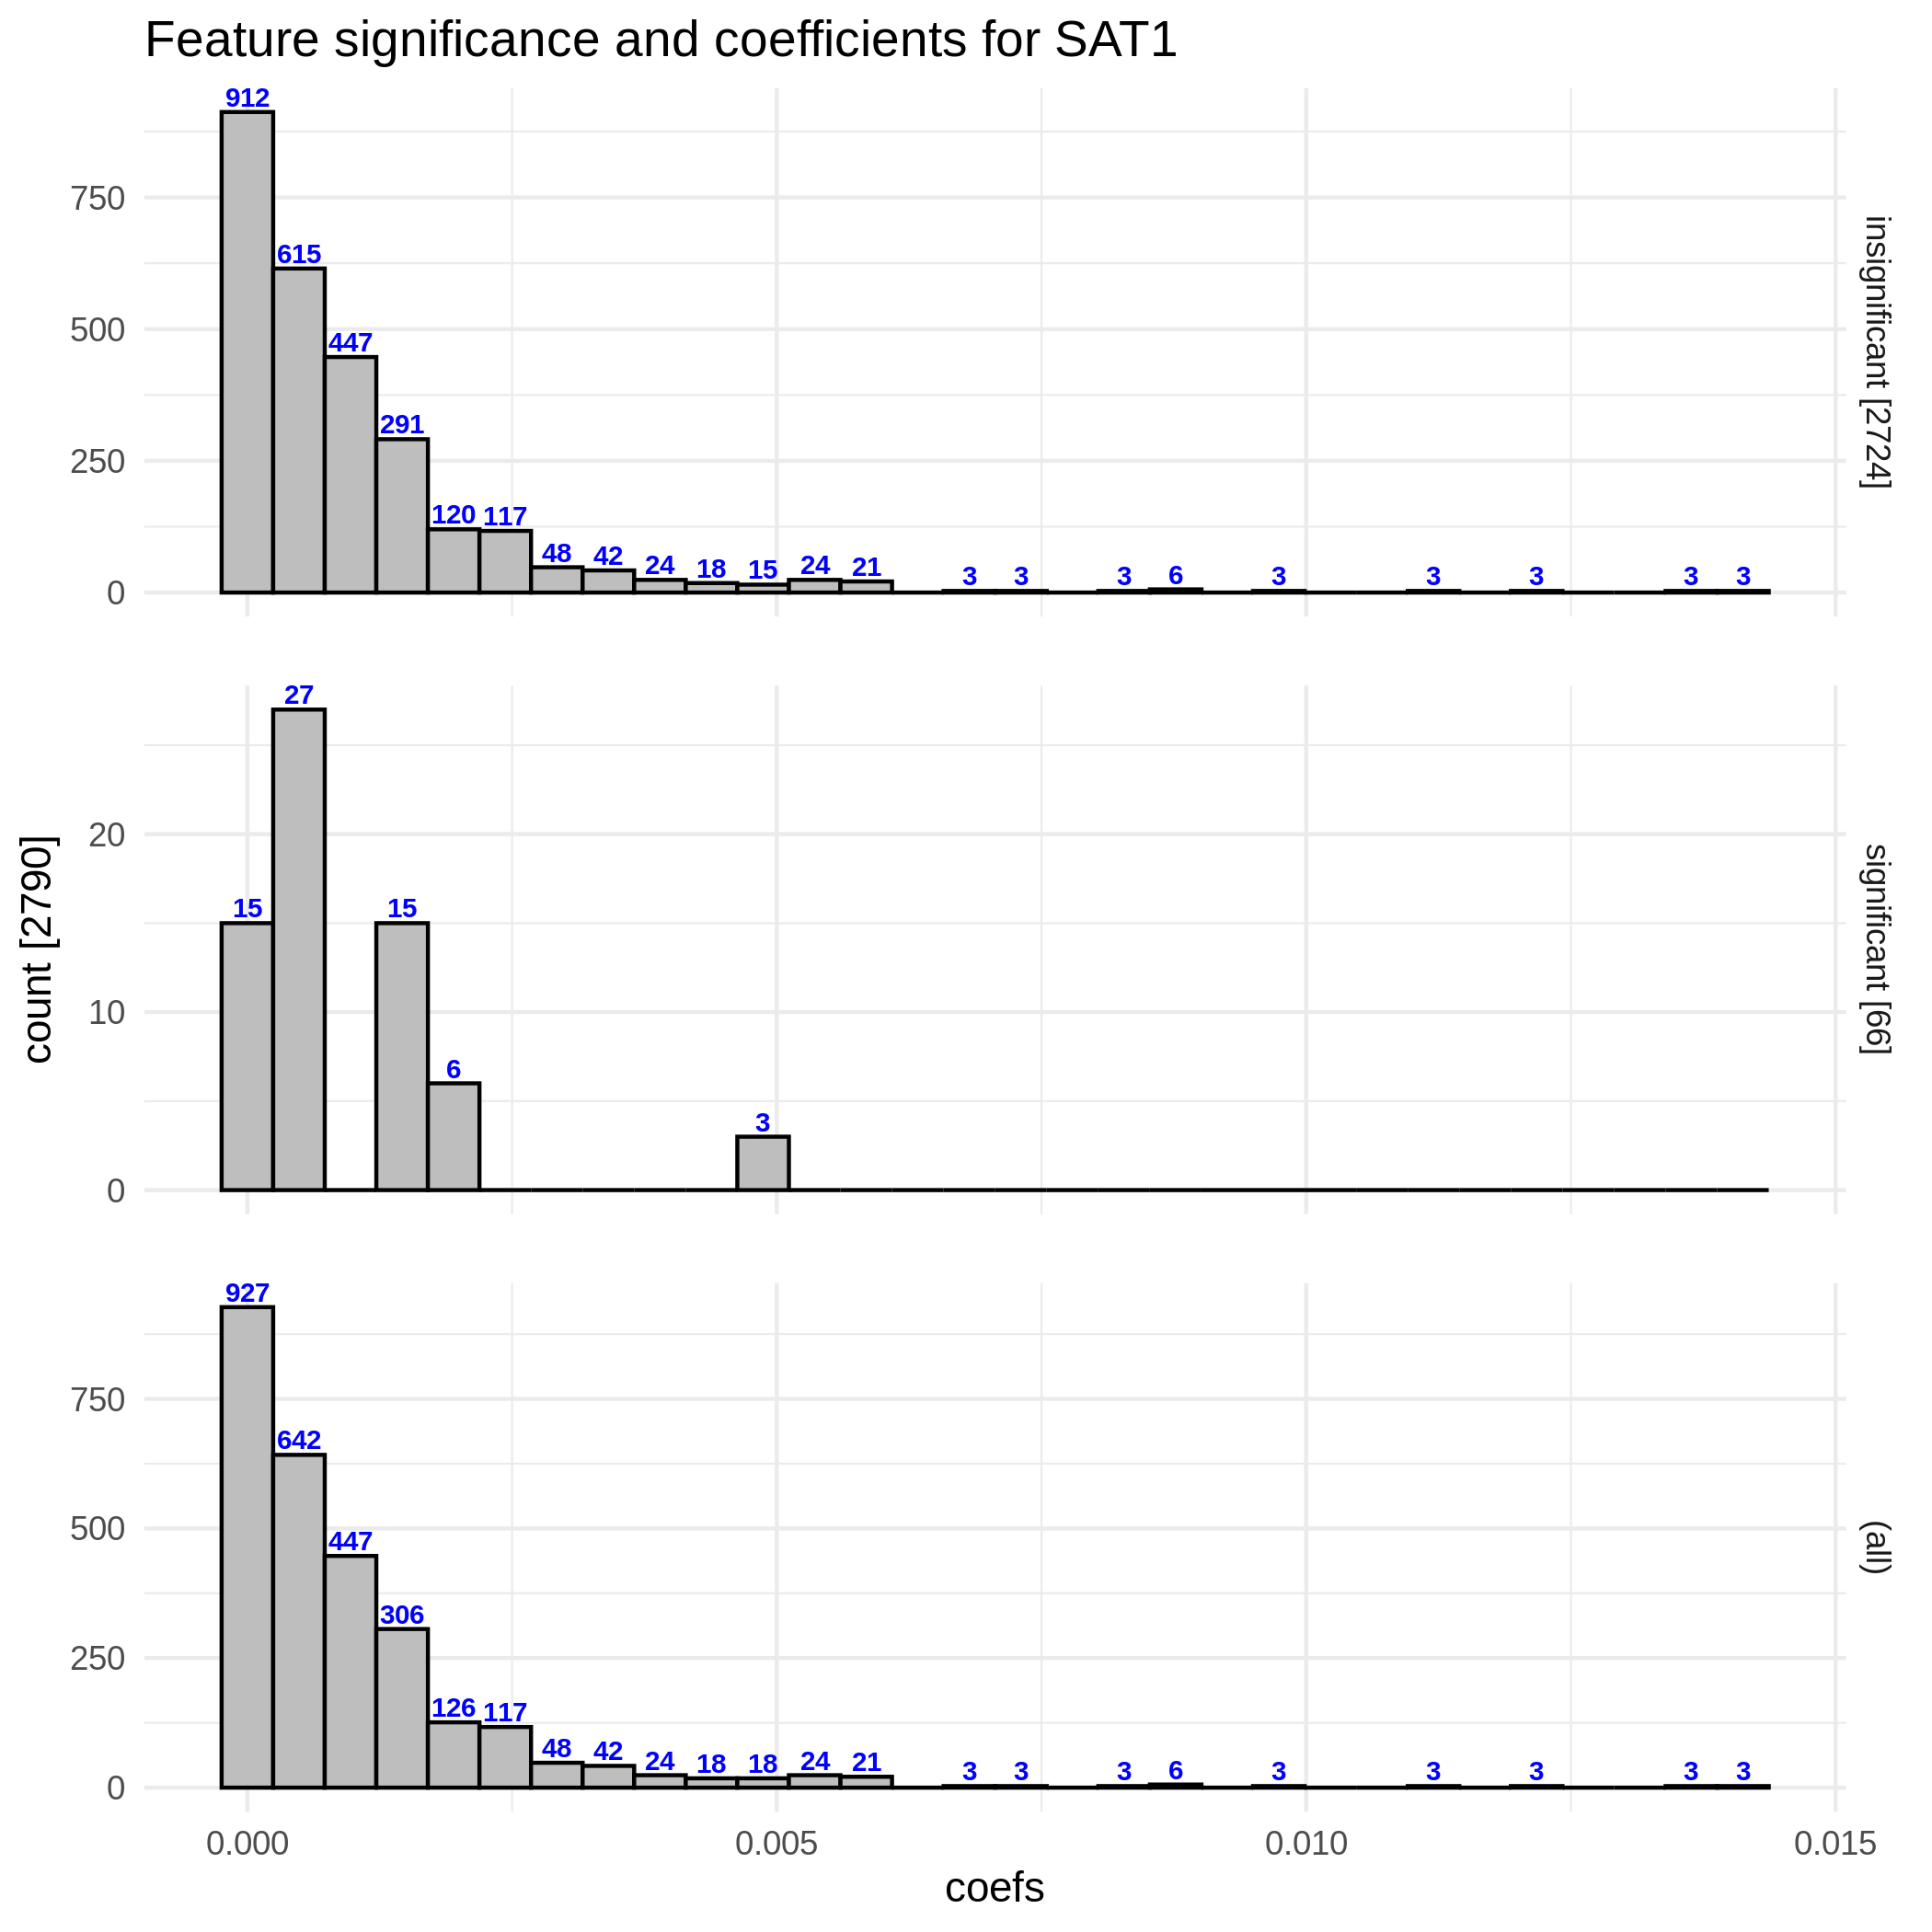 Feature significance and coefficients for SAT1
count [2790]
912
615
447
291
120 117
48 42 24 18 15 24 21 3 3 3 6 3 3 3 3 3
750
500
250
0
insignificant [2724]
27
15
15
6
3
20
10
0
significant [66]
927
642
447
306
126 117
48 42 24 18 18 24 21 3 3 3 6 3 3 3 3 3
750
500
250
0
(all)
0.000 0.005 0.010 0.015
coefs